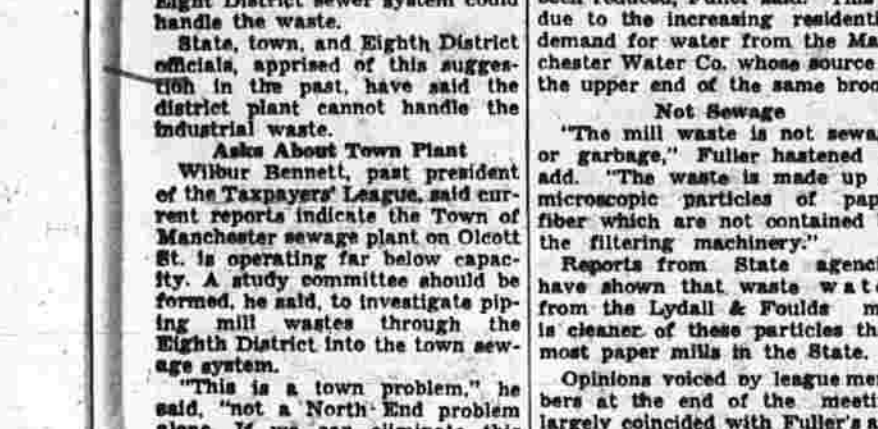 Eight District sewer system could
handle the waste.
State, town, and Eighth District
officials, apprised of this sugges-
tion in the past, have said the
district plant cannot handle the
industrial waste.
Asks About Town Plant
Wilbur Bennett, past president
of the Taxpayers' League, said cur-
rent reports indicate the Town of
Manchester sewage plant on Olcott
St. is operating far below capac-
ity. A study committee should be
formed, he said, to investigate pip-
ing mill wastes through the
Eighth District into the town sew-
age system.
"This is a town problem," he
said, "not a North End problem
due to the increasing residenti
demand for water from the Ma
chester Water Co. whose source
the upper end of the same broo
Not Sewage
"The mill waste is not sewa
or garbage," Fuller hastened
add. "The waste is made up
microscopic particles of pap
fiber which are not contained
the filtering machinery."
Reports from State agenci
have shown that waste wate
from the Lydall & Foulds m
is cleaner of these particles th
most paper mills in the State.
Opinions voiced by league mem
bers at the end of the meeti
largely coincided with Fuller's a